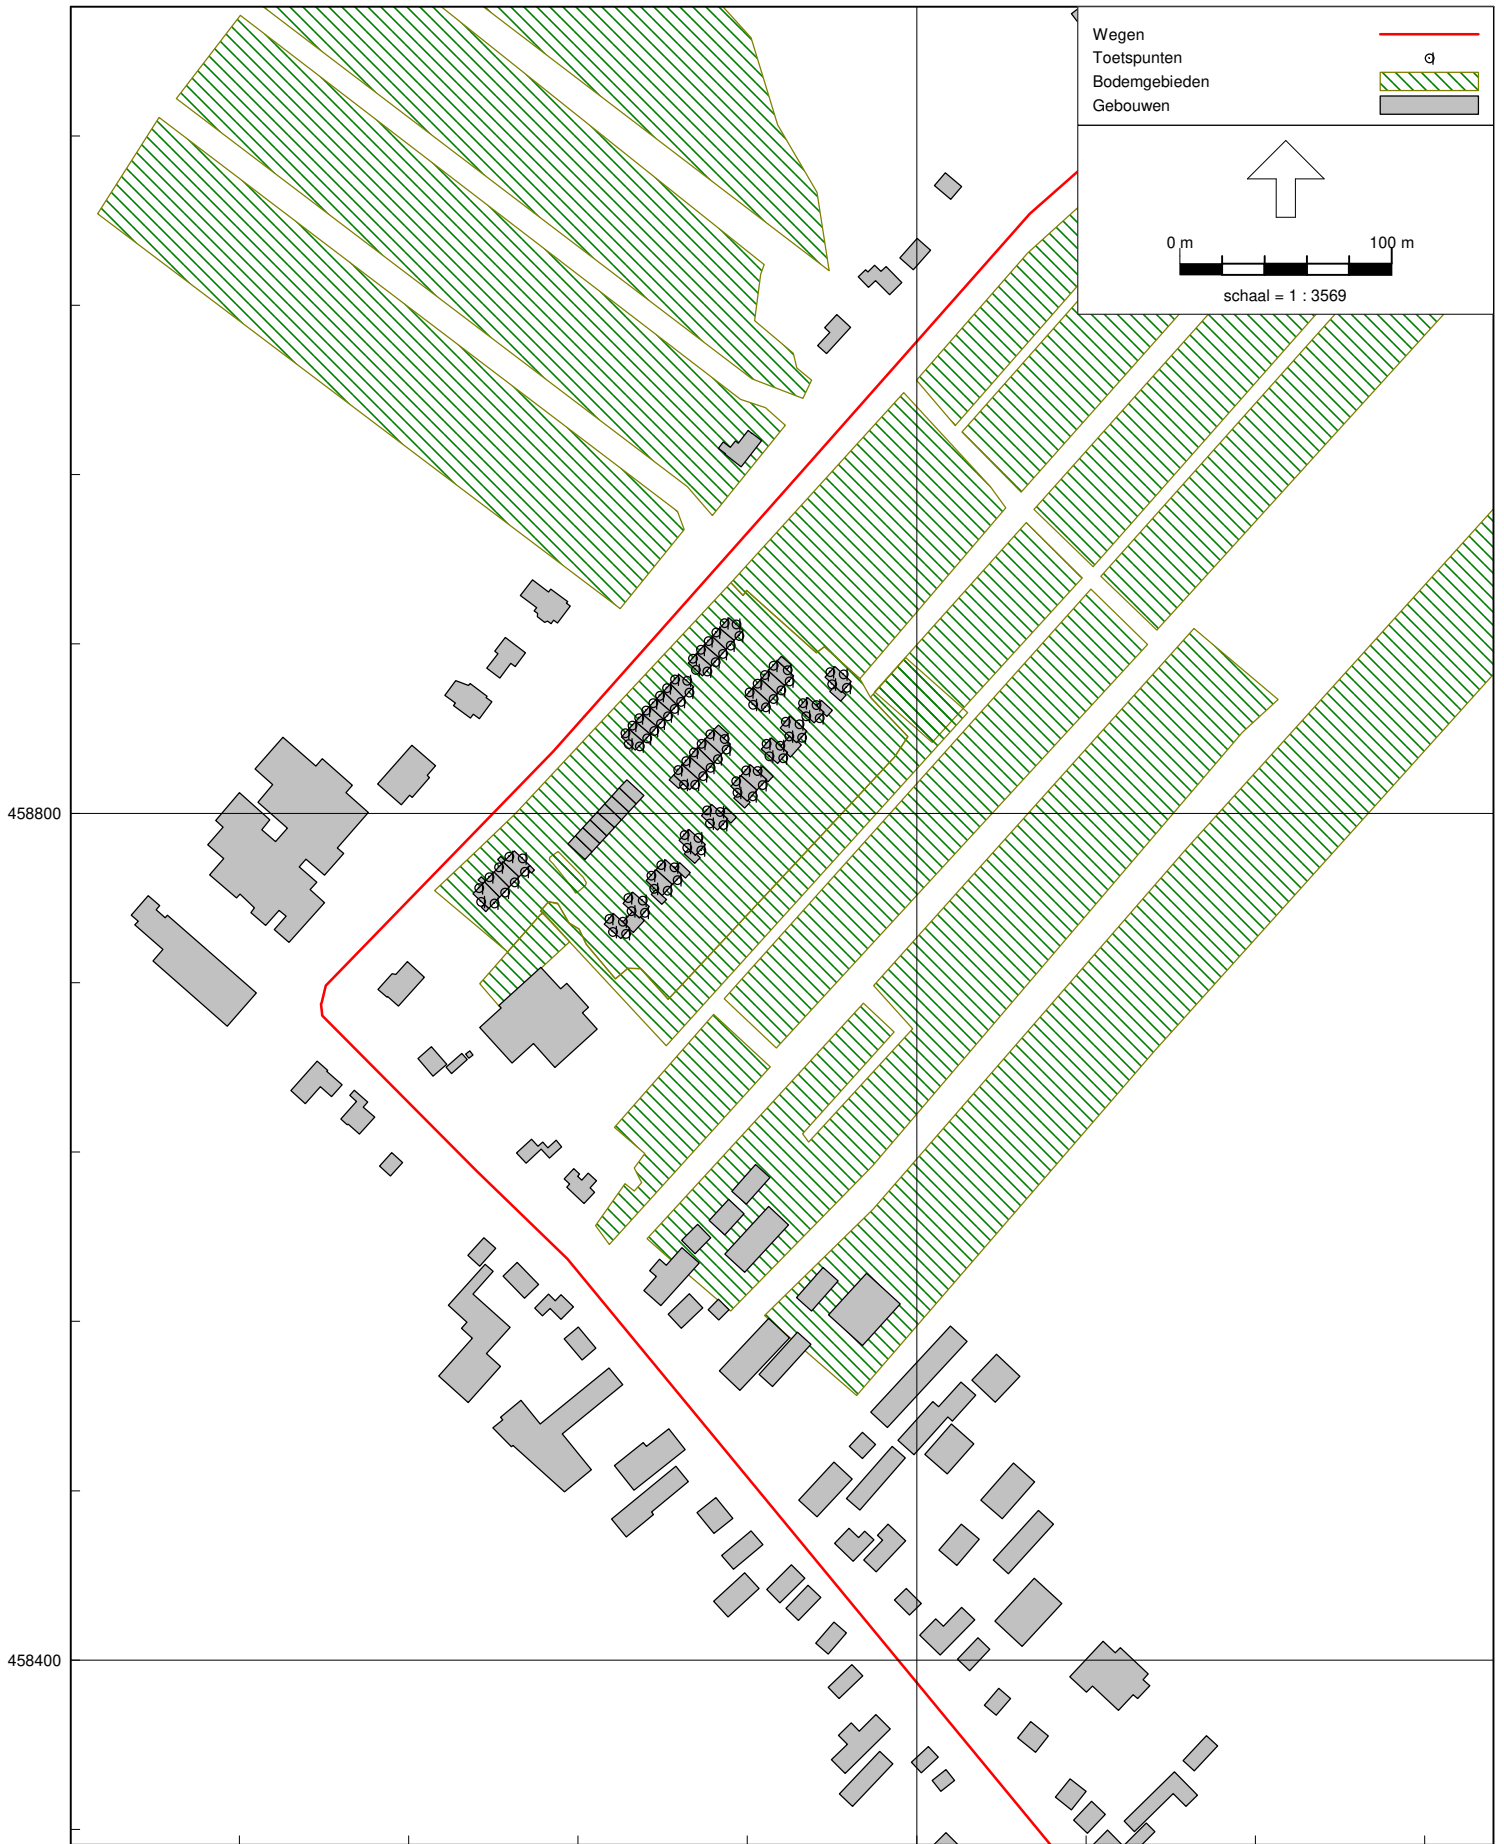 Wegen
Toetspunten
Bodemgebieden
Gebouwen
0 m 100 m
schaal = 1 : 3569
458800
458400